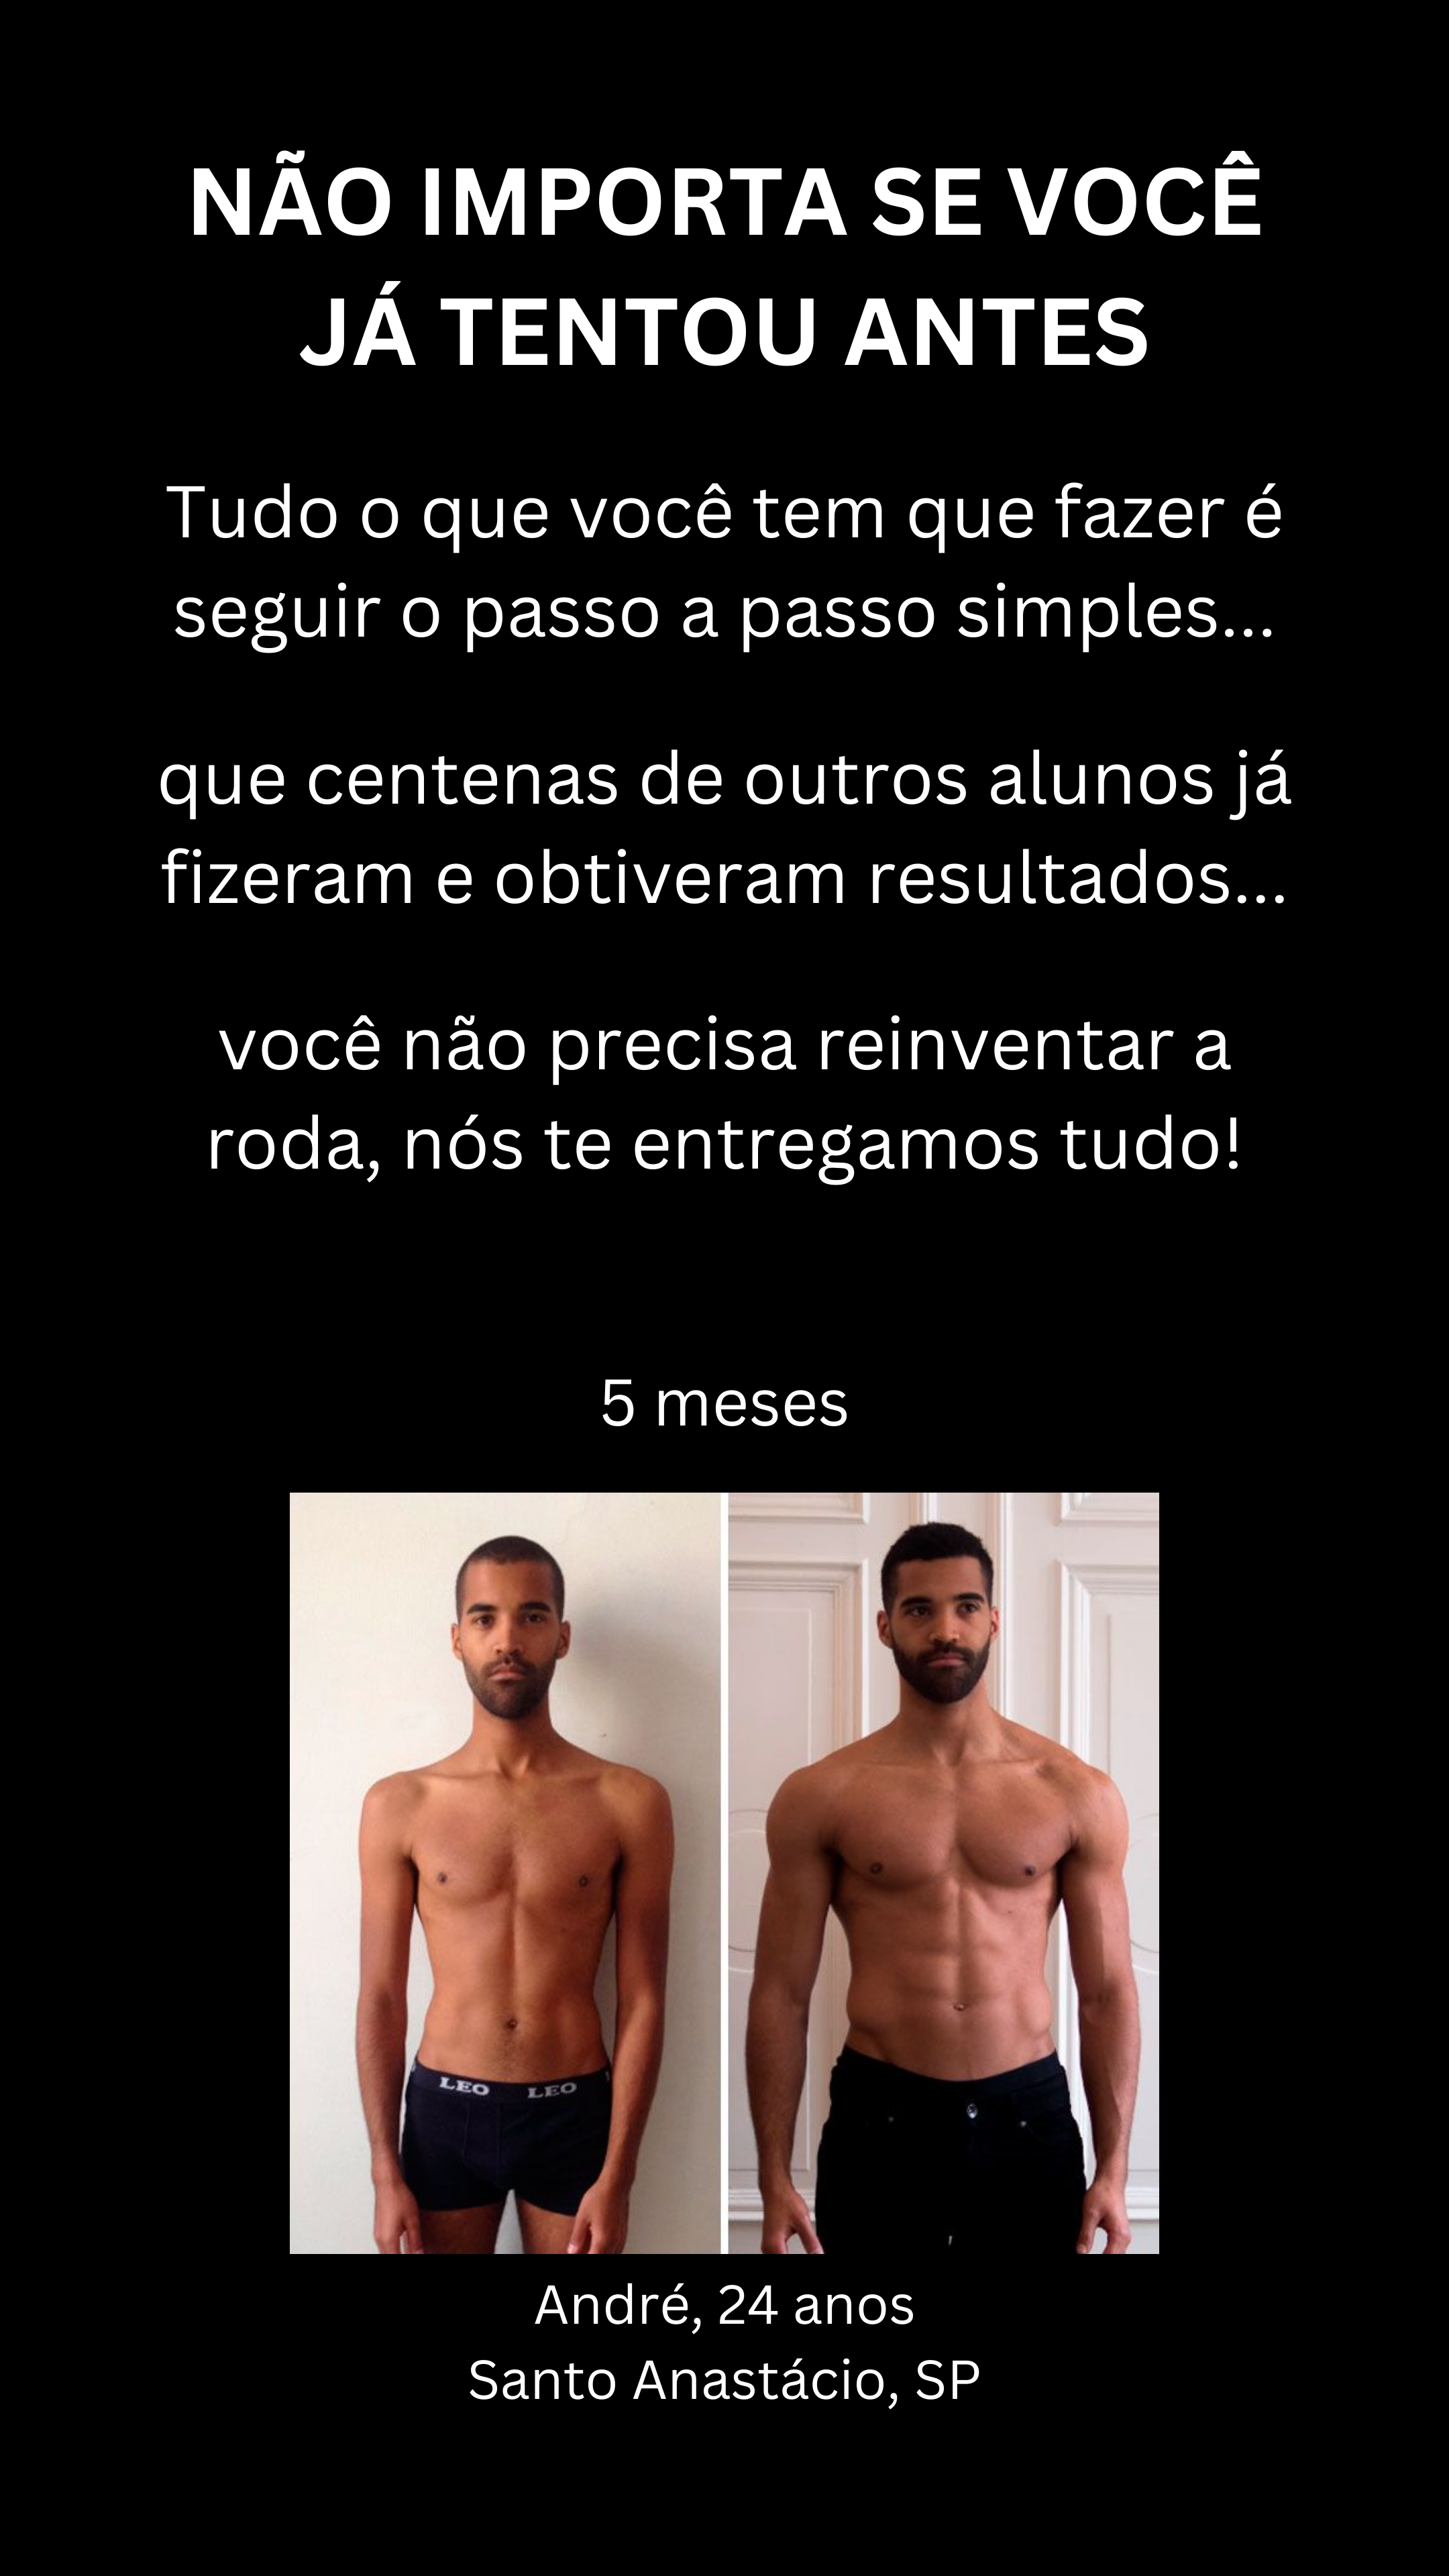 NÃO IMPORTA SE VOCÊ
JÁ TENTOU ANTES
Tudo o que você tem que fazer é
seguir o passo a passo simples...
que centenas de outros alunos já
fizeram e obtiveram resultados...
você não precisa reinventar a
roda, nós te entregamos tudo!
5 meses
LEO LEO
André, 24 anos
Santo Anastácio, SP